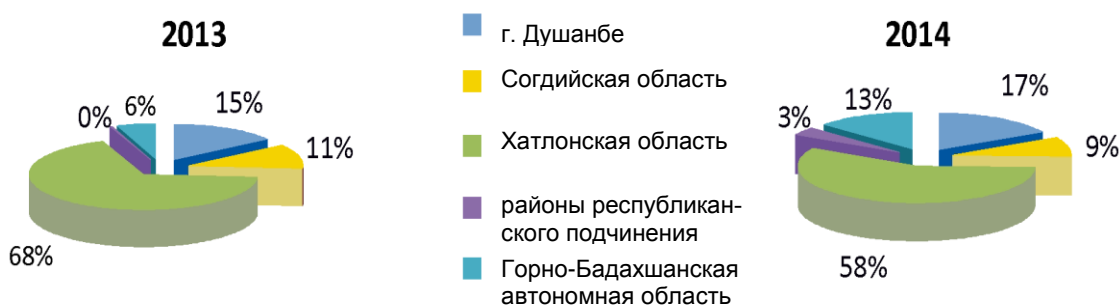 2013
0%
6%
15%
11%
68%
г. Душанбе
Согдийская область
Хатлонская область
районы республикан-
ского подчинения
Горно-Бадахшанская
автономная область
2014
3%
13%
17%
9%
58%